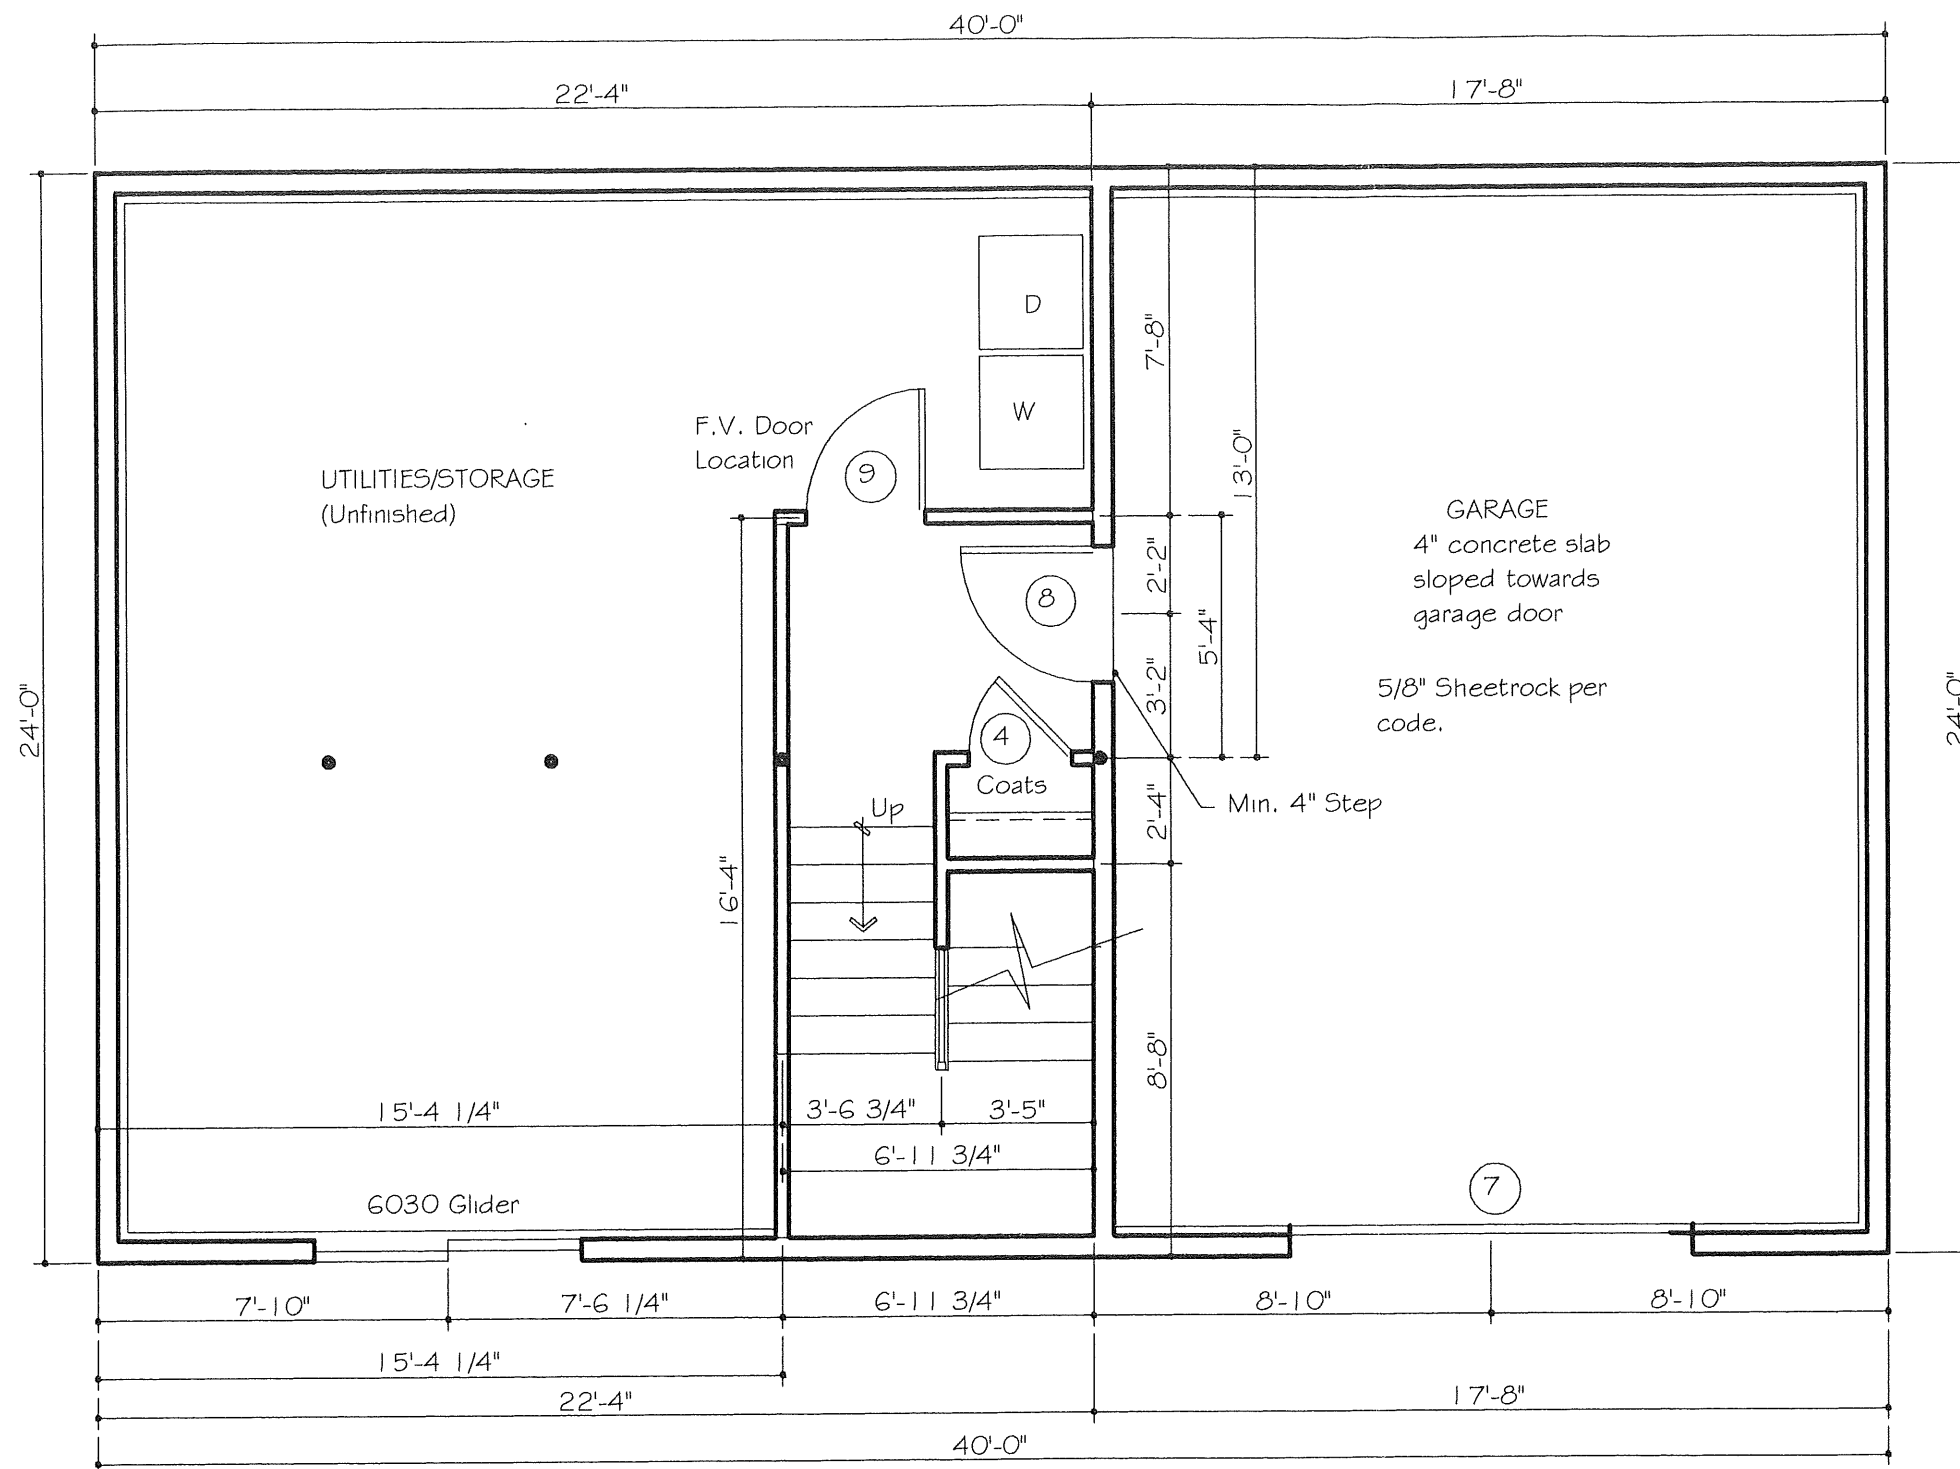 40'-0"
22'-4"
17'-8"
D
7'-8"
W
F.V. Door
Location
9
13'-0"
UTILITIES/STORAGE
(Unfinished)
GARAGE
4" concrete slab
sloped towards
garage door
2'-2"
8
5'-4"
3'-2"
5/8" Sheetrock per
code.
24'-0"
24'-0"
4
Coats
Up
2'-4"
Min. 4" Step
16'-4"
8'-8"
15'-4 1/4"
3'-6 3/4"
3'-5"
6'-11 3/4"
6030 Glider
7
7'-10"
7'-6 1/4"
6'-11 3/4"
8'-10"
8'-10"
15'-4 1/4"
22'-4"
17'-8"
40'-0"